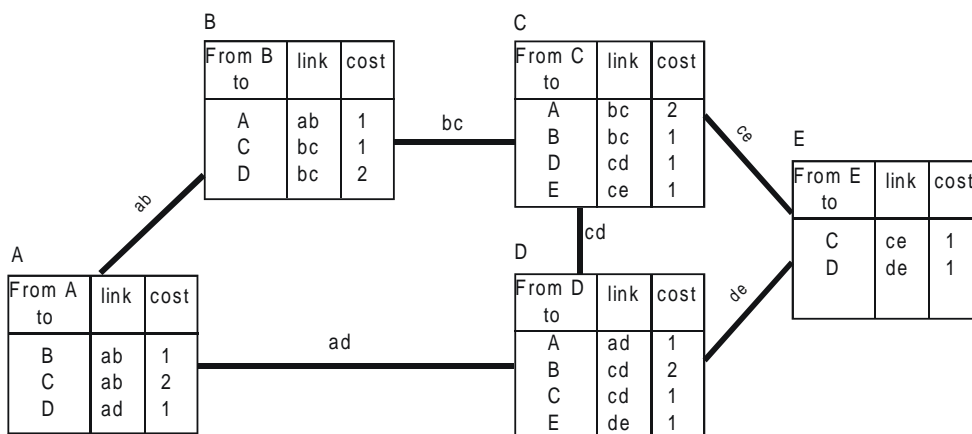 B
From B to link cost
A ab 1
C bc 1
D bc 2
bc
C
From C to link cost
A bc 2
B bc 1
D cd 1
E ce 1
ce
E
From E to link cost
C ce 1
D de 1
ab
cd
A
From A to link cost
B ab 1
C ab 2
D ad 1
ad
D
From D to link cost
A ad 1
B cd 2
C cd 1
E de 1
de